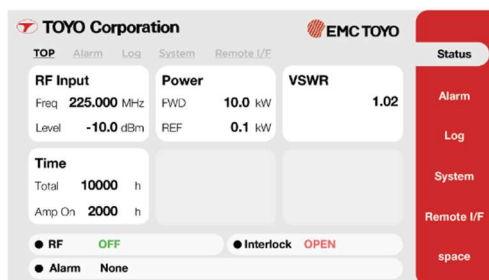 TOYO Corporation
EMC TOYO
TOP Alarm Log System Remote I/F
RF Input
Freq 225.000 MHz
Level -10.0 dBm
Power
FWD 10.0 kW
REF 0.1 kW
VSWR
1.02
Time
Total 10000 h
Amp On 2000 h
RF OFF
Interlock OPEN
Alarm None
Status
Alarm
Log
System
Remote I/F
space